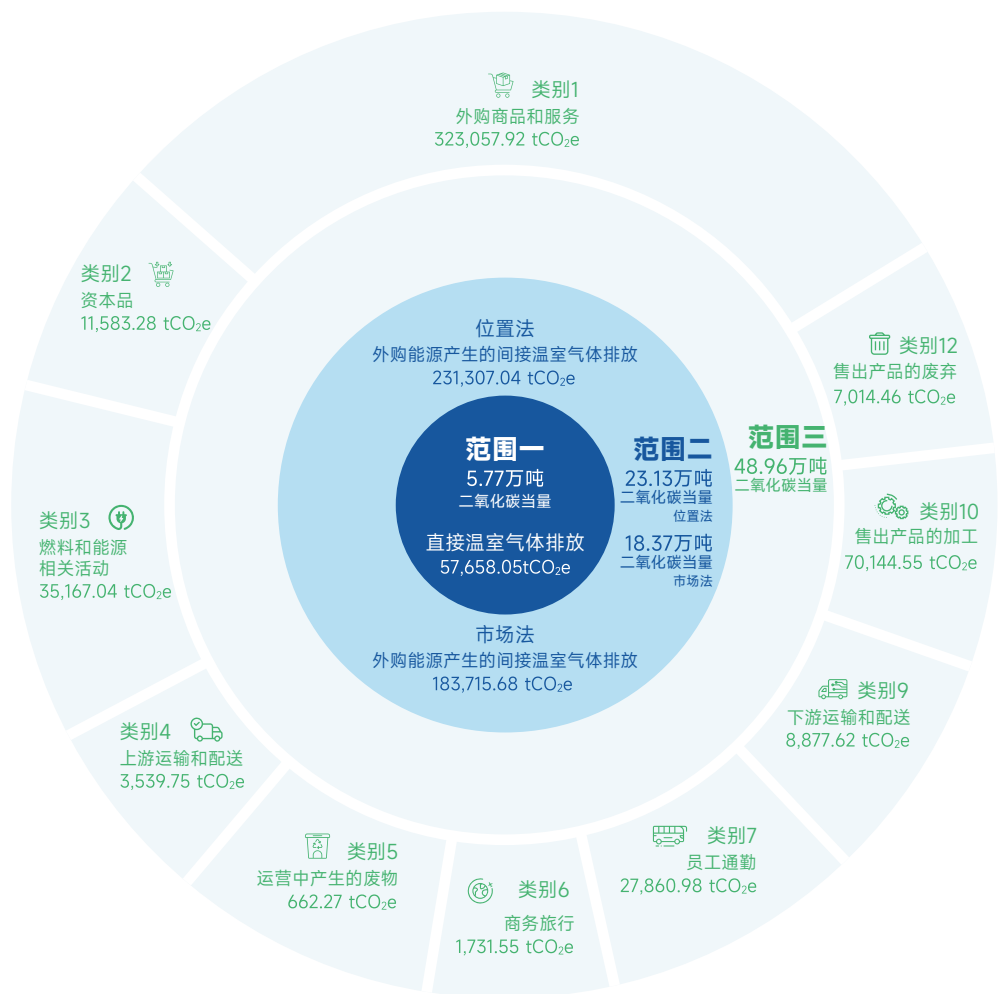 类别1
外购商品和服务
323,057.92 tCO₂e
类别2
资本品
11,583.28 tCO₂e
位置法
外购能源产生的间接温室气体排放
231,307.04 tCO₂e
类别12
售出产品的废弃
7,014.46 tCO₂e
范围一
5.77万吨
二氧化碳当量
直接温室气体排放
57,658.05tCO₂e
范围二
23.13万吨
二氧化碳当量
位置法
18.37万吨
二氧化碳当量
市场法
范围三
48.96万吨
二氧化碳当量
类别3
燃料和能源
相关活动
35,167.04 tCO₂e
类别10
售出产品的加工
70,144.55 tCO₂e
市场法
外购能源产生的间接温室气体排放
183,715.68 tCO₂e
类别4
上游运输和配送
3,539.75 tCO₂e
类别9
下游运输和配送
8,877.62 tCO₂e
类别5
运营中产生的废物
662.27 tCO₂e
类别6
商务旅行
1,731.55 tCO₂e
类别7
员工通勤
27,860.98 tCO₂e